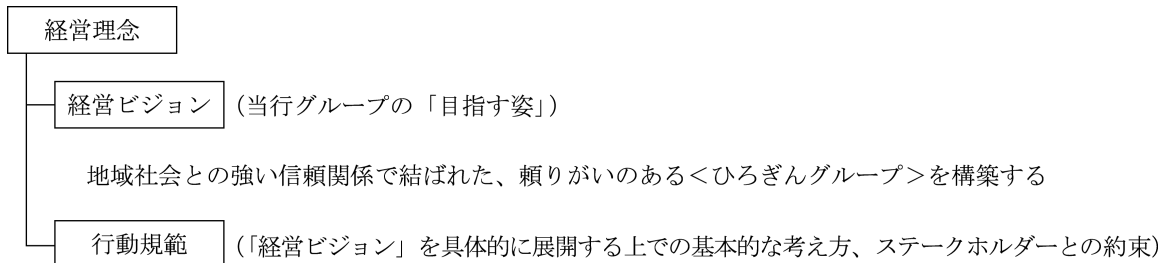 経営理念
経営ビジョン（当行グループの「目指す姿」）
地域社会との強い信頼関係で結ばれた、頼りがいのある＜ひろぎんグループ＞を構築する
行動規範（「経営ビジョン」を具体的に展開する上での基本的な考え方、ステークホルダーとの約束）